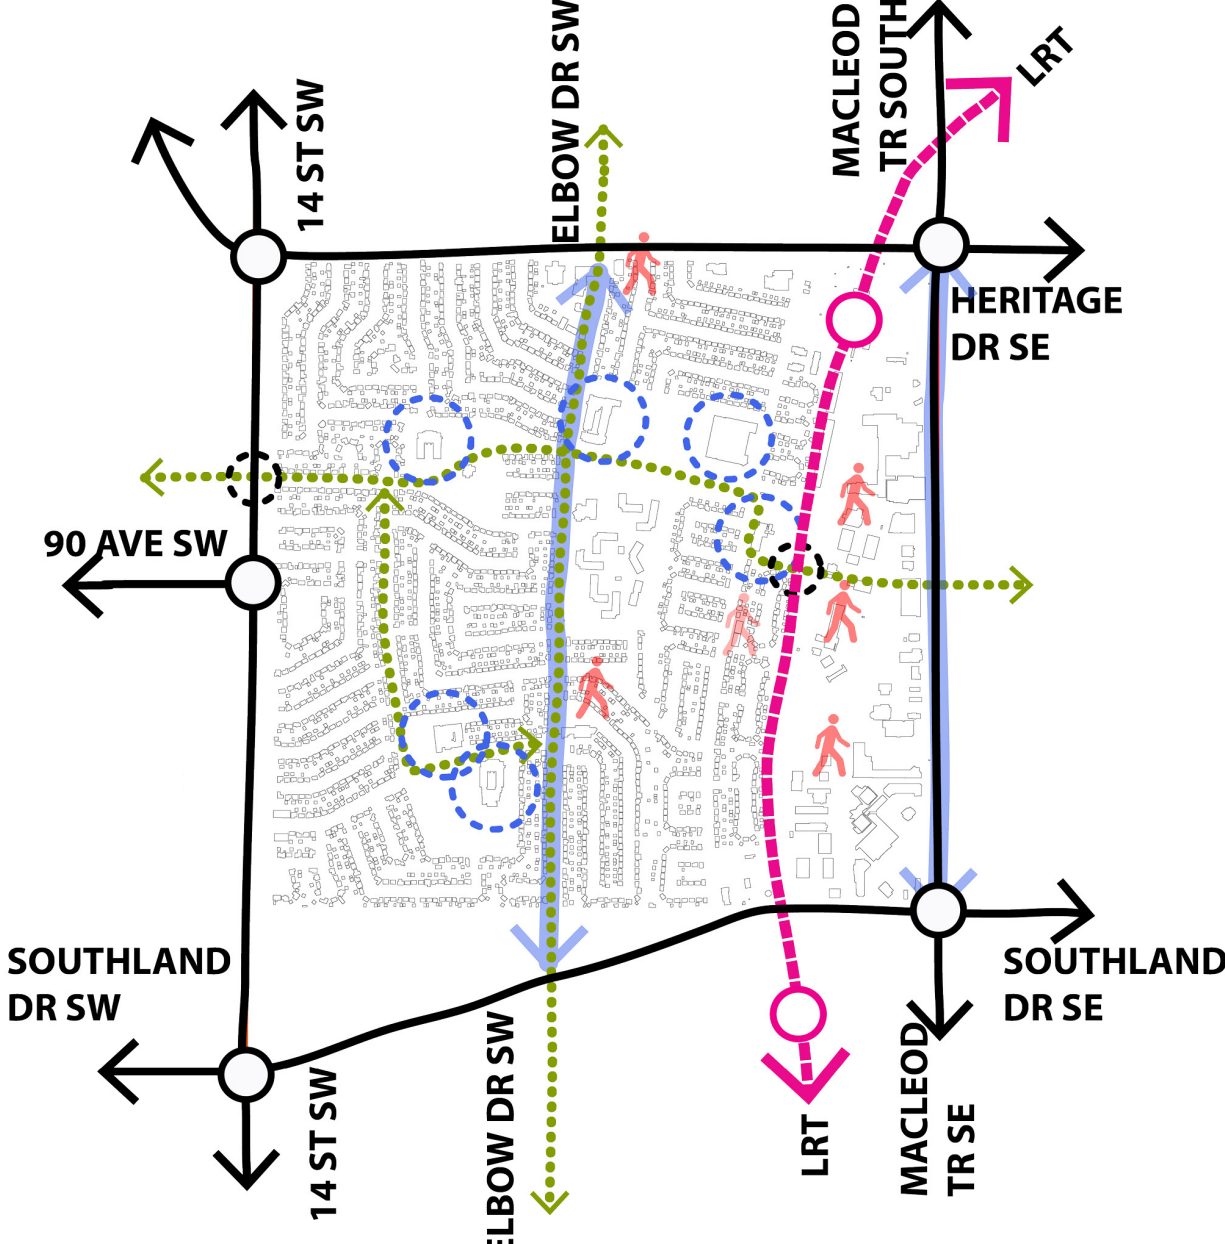 MACLEOD
TR SOUTH
LRT
ELBOW DR SW
14 ST SW
HERITAGE
DR SE
90 AVE SW
SOUTHLAND
DR SW
SOUTHLAND
DR SE
14 ST SW
ELBOW DR SW
LRT
MACLEOD
TR SE